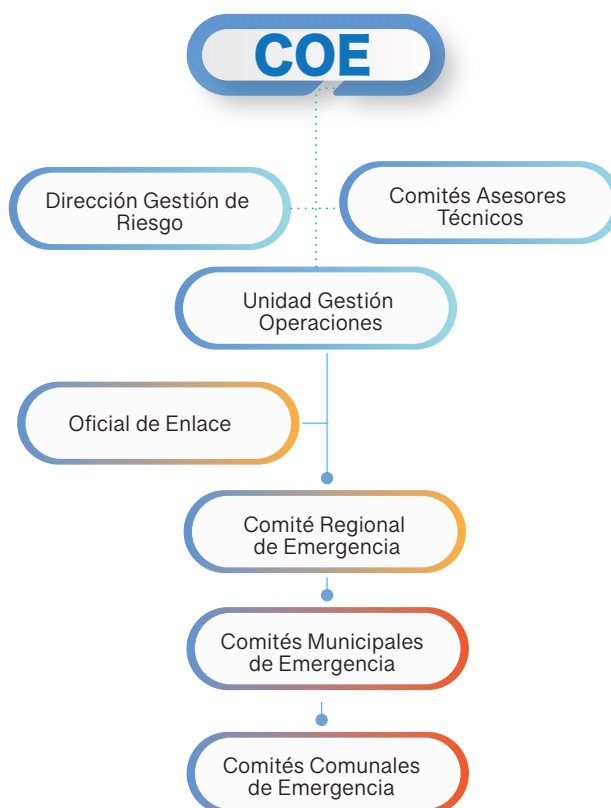 COE
Dirección Gestión de
Riesgo
Comités Asesores
Técnicos
Unidad Gestión
Operaciones
Oficial de Enlace
Comité Regional
de Emergencia
Comités Municipales
de Emergencia
Comités Comunales
de Emergencia